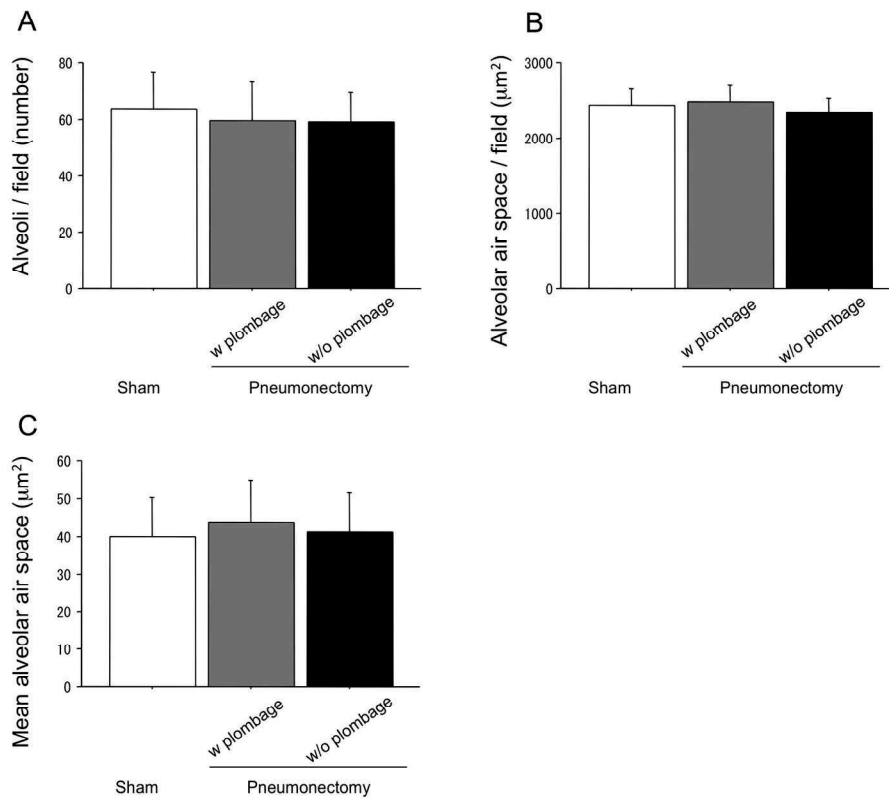 A
Alveoli / field (number)
80
60
40
20
0
w plombage
w/o plombage
Sham
Pneumonectomy
B
Alveolar air space / field (μm²)
3000
2000
1000
0
w plombage
w/o plombage
Sham
Pneumonectomy
C
Mean alveolar air space (μm²)
60
50
40
30
20
10
0
w plombage
w/o plombage
Sham
Pneumonectomy